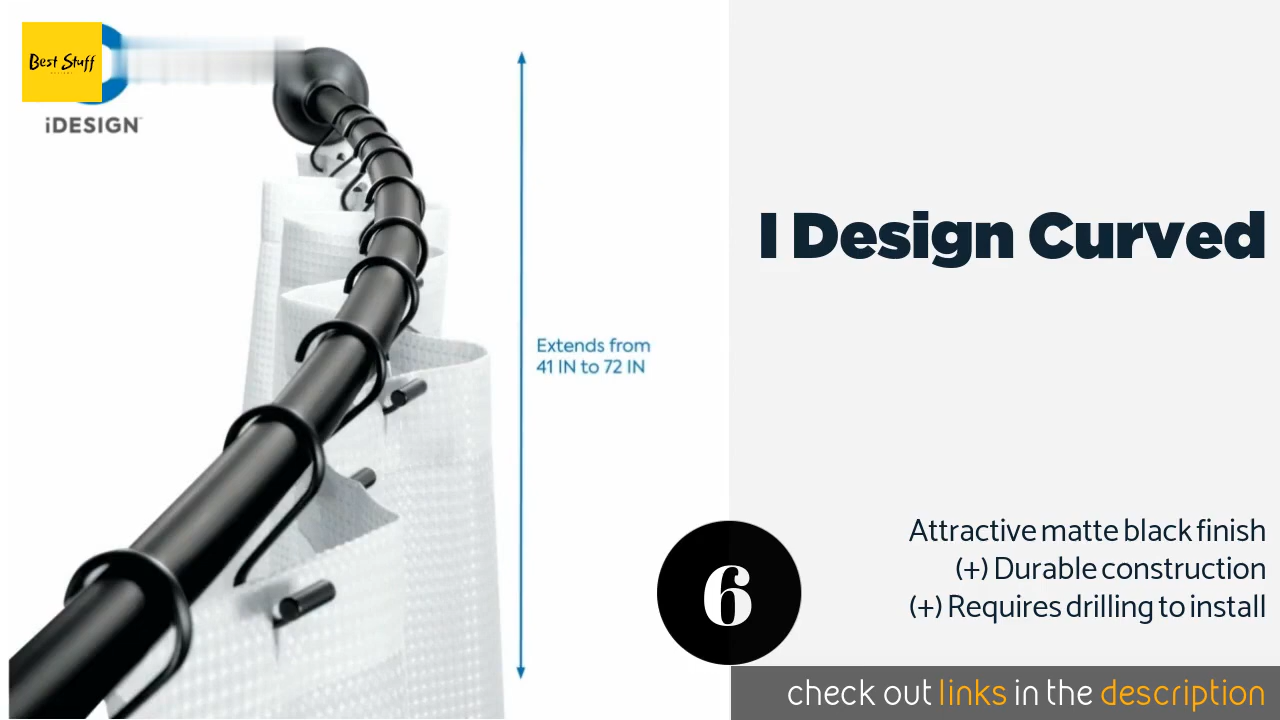 Best Stuff
iDESIGN
Extends from
41 IN to 72 IN
I Design Curved
6
Attractive matte black finish
(+) Durable construction
(+) Requires drilling to install
check out links in the description